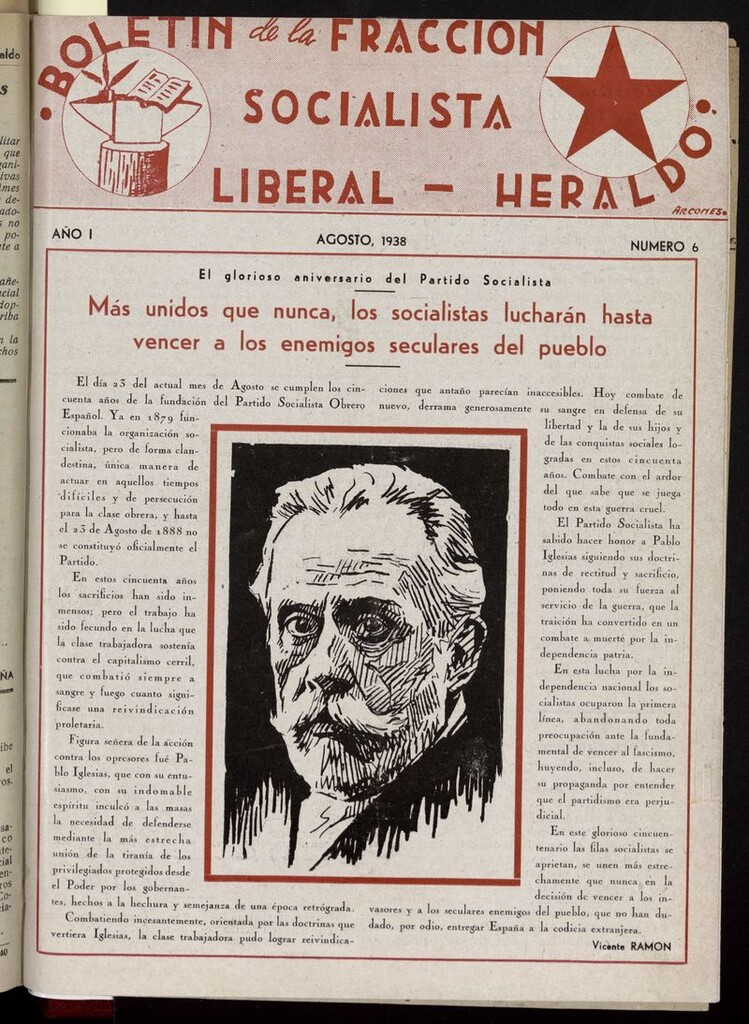 BOLETIN de la FRACCION
SOCIALISTA
LIBERAL - HERALDO
ARCONES.
AÑO I
AGOSTO, 1938
NUMERO 6
El glorioso aniversario del Partido Socialista
Más unidos que nunca, los socialistas lucharán hasta
vencer a los enemigos seculares del pueblo
El día 23 del actual mes de Agosto se cumplen los cin-
cuenta años de la fundación del Partido Socialista Obrero
Español. Ya en 1879 fun-
cionaba la organización so-
cialista, pero de forma clan-
destina, única manera de
actuar en aquellos tiempos
difíciles y de persecución
para la clase obrera, y hasta
el 23 de Agosto de 1888 no
se constituyó oficialmente el
Partido.
En estos cincuenta años
los sacrificios han sido in-
mensos; pero el trabajo ha
sido fecundo en la lucha que
la clase trabajadora sostenía
contra el capitalismo cerril,
que combatió siempre a
sangre y fuego cuanto signi-
ficase una reivindicación
proletaria.
Figura señera de la acción
contra los opresores fué Pa-
blo Iglesias, que con su entu-
siasmo, con su indomable
espíritu inculcó a las masas
la necesidad de defenderse
mediante la más estrecha
unión de la tiranía de los
privilegiados protegidos desde
el Poder por los gobernan-
tes, hechos a la hechura y semejanza de una época retrógrada.
Combatiendo incesantemente, orientada por las doctrinas que
vertiera Iglesias, la clase trabajadora pudo lograr reivindica-
ciones que antaño parecían inaccesibles. Hoy combate de
nuevo, derrama generosamente su sangre en defensa de su
libertad y la de sus hijos y
de las conquistas sociales lo-
gradas en estos cincuenta
años. Combate con el ardor
del que sabe que se juega
todo en esta guerra cruel.
El Partido Socialista ha
sabido hacer honor a Pablo
Iglesias siguiendo sus doctri-
nas de rectitud y sacrificio,
poniendo toda su fuerza al
servicio de la guerra, que la
traición ha convertido en un
combate a muerte por la in-
dependencia patria.
En esta lucha por la in-
dependencia nacional los so-
cialistas ocuparon la primera
línea, abandonando toda
preocupación ante la funda-
mental de vencer al fascismo,
huyendo, incluso, de hacer
su propaganda por entender
que el partidismo era perju-
dicial.
En este glorioso cincuen-
tenario las filas socialistas se
aprietan, se unen más estre-
chamente que nunca en la
decisión de vencer a los in-
vasores y a los seculares enemigos del pueblo, que no han du-
dado, por odio, entregar España a la codicia extranjera.
Vicente RAMON